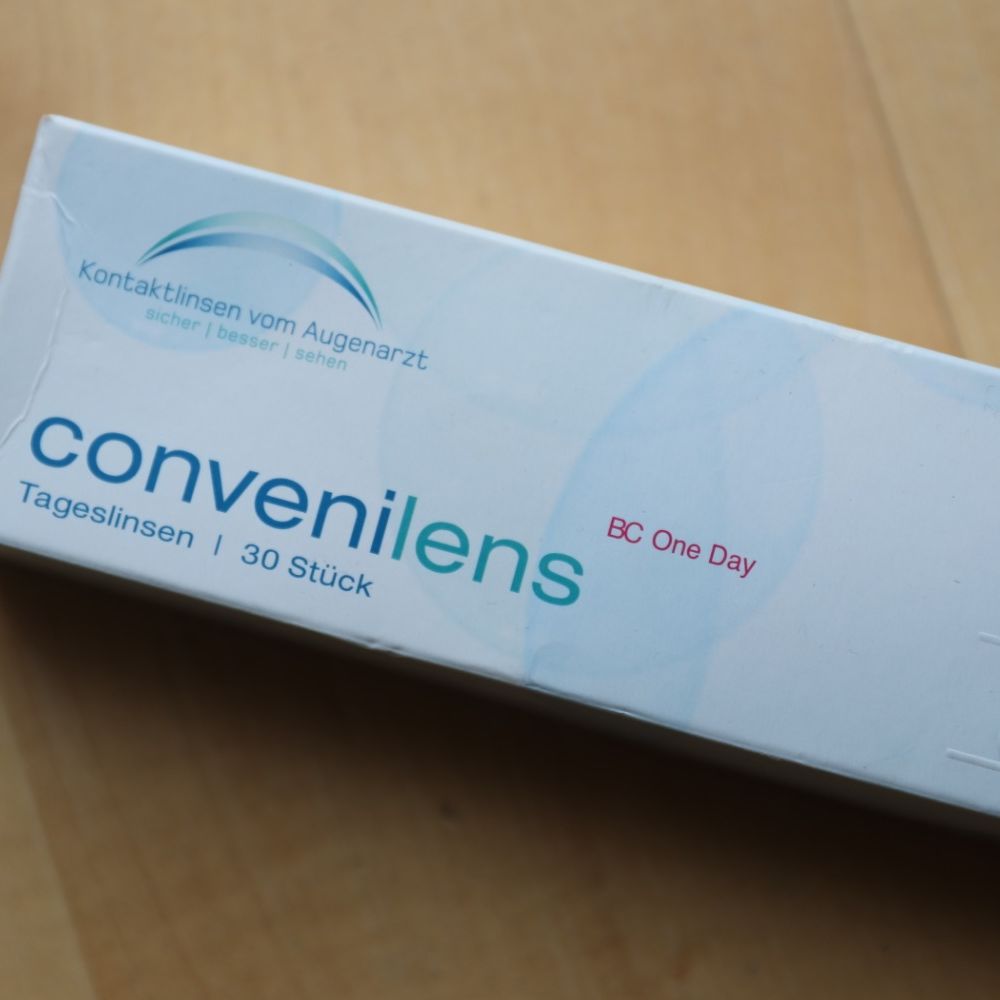 Kontaktlinsen vom Augenarzt
sicher | besser | sehen
convenilens
BC One Day
Tageslinsen | 30 Stück